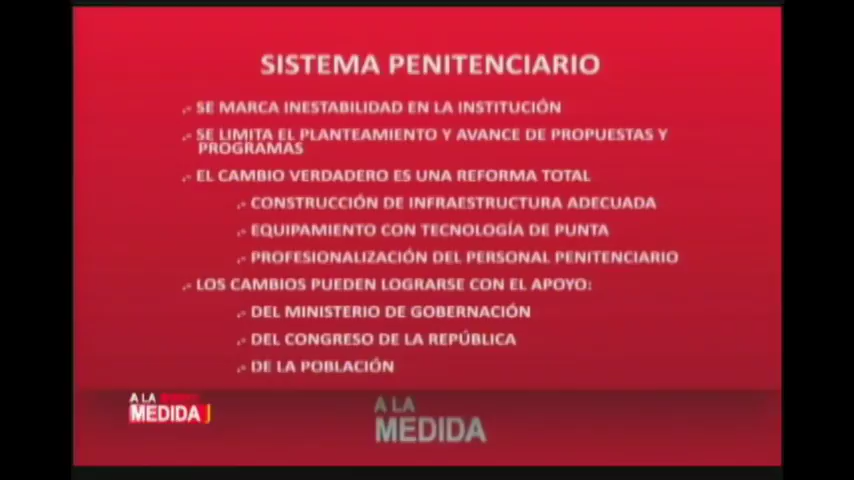 SISTEMA PENITENCIARIO
.- SE MARCA INESTABILIDAD EN LA INSTITUCIÓN
.- SE LIMITA EL PLANTEAMIENTO Y AVANCE DE PROPUESTAS Y
PROGRAMAS
.- EL CAMBIO VERDADERO ES UNA REFORMA TOTAL
.- CONSTRUCCIÓN DE INFRAESTRUCTURA ADECUADA
.- EQUIPAMIENTO CON TECNOLOGÍA DE PUNTA
.- PROFESIONALIZACIÓN DEL PERSONAL PENITENCIARIO
.- LOS CAMBIOS PUEDEN LOGRARSE CON EL APOYO:
.- DEL MINISTERIO DE GOBERNACIÓN
.- DEL CONGRESO DE LA REPÚBLICA
.- DE LA POBLACIÓN
A LA
MEDIDA
A LA
MEDIDA